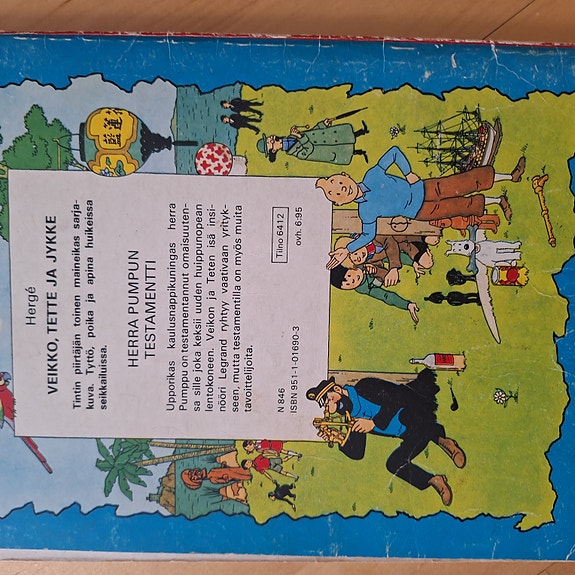 Hergé
VEIKKO, TETTE JA JYKKE
Tintin piirtäjän toinen maineikas sarja-
kuva. Tyttö, poika ja apina huikeissa
seikkailuissa.
HERRA PUMPUN
TESTAMENTTI
Upporikas kaulusnappikuningas herra
Pumppu on testamentannut omaisuuten-
sa sille joka keksii uuden huippunopean
lentokoneen. Veikon ja Teten isä insi-
nööri Legrand ryhtyy vaativaan yrityk-
seen, mutta testamentilla on myös muita
tavoittelijoita.
N 846
ISBN 951-1-01690-3
Tilno 6412
ovh. 6:95